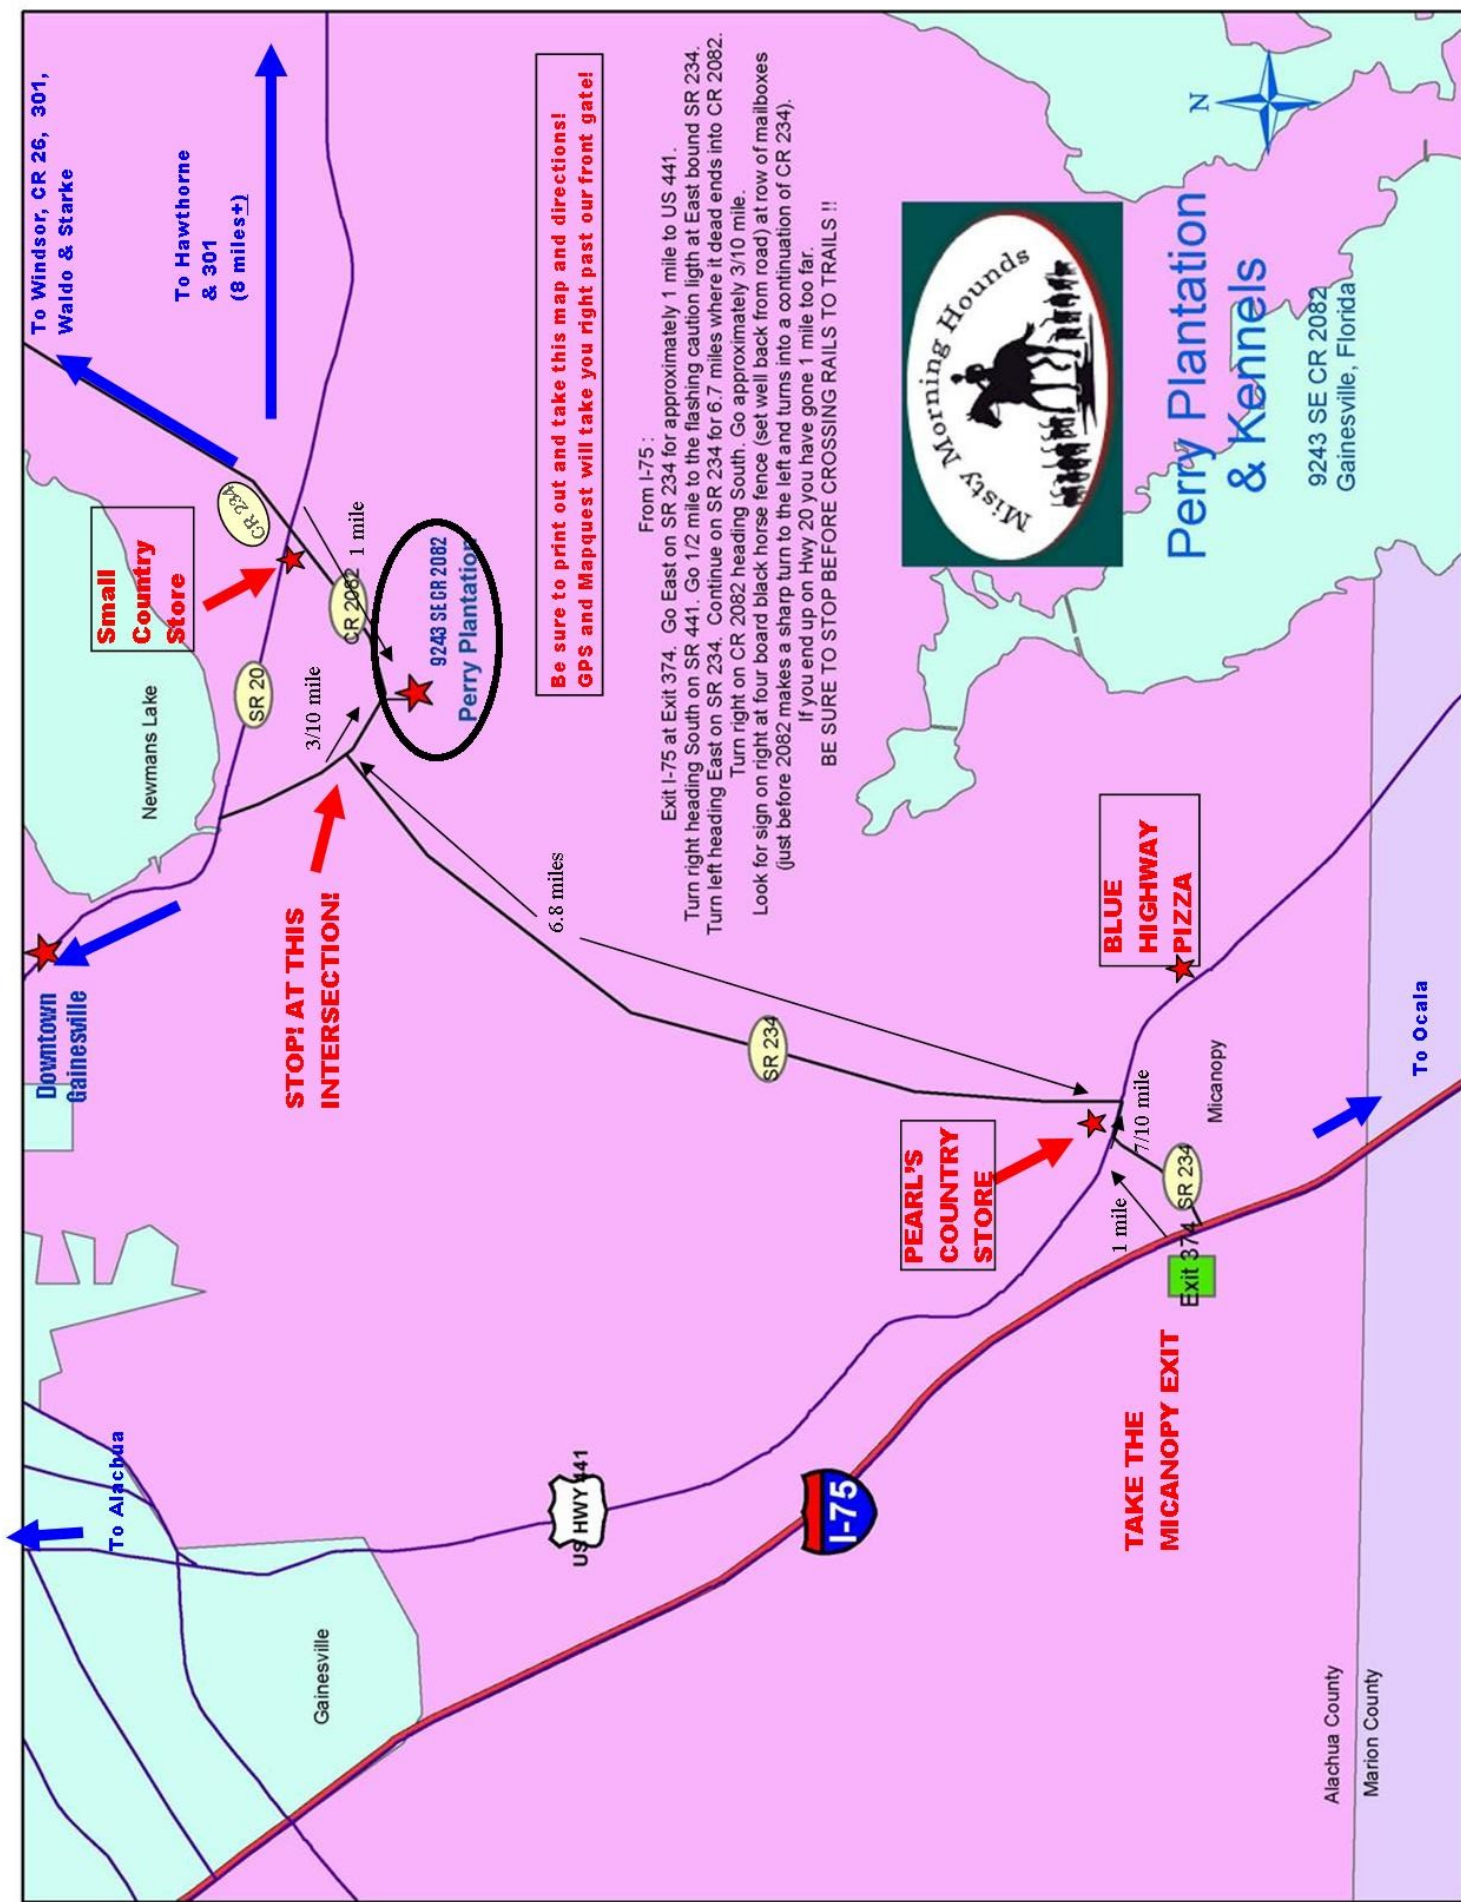 To Windsor, CR 26, 301,
Waldo & Starke
To Hawthorne
& 301
(8 miles+)
CR 234
Small
Country
Store
1 mile
CR 2082
9243 SE CR 2082
Perry Plantation
SR 20
3/10 mile
Newmans Lake
Downtown
Gainesville
STOP! AT THIS
INTERSECTION!
6.8 miles
SR 234
Be sure to print out and take this map and directions!
GPS and Mapquest will take you right past our front gate!
From I-75 :
Exit I-75 at Exit 374. Go East on SR 234 for approximately 1 mile to US 441.
Turn right heading South on SR 441. Go 1/2 mile to the flashing caution ligth at East bound SR 234.
Turn left heading East on SR 234. Continue on SR 234 for 6.7 miles where it dead ends into CR 2082.
Turn right on CR 2082 heading South. Go approximately 3/10 mile.
Look for sign on right at four board black horse fence (set well back from road) at row of mailboxes
(just before 2082 makes a sharp turn to the left and turns into a continuation of CR 234).
If you end up on Hwy 20 you have gone 1 mile too far.
BE SURE TO STOP BEFORE CROSSING RAILS TO TRAILS !!
Misty Morning Hounds
N
Perry Plantation
& Kennels
9243 SE CR 2082
Gainesville, Florida
BLUE
HIGHWAY
PIZZA
PEARL'S
COUNTRY
STORE
7/10 mile
Micanopy
1 mile
SR 234
Exit 374
To Ocala
TAKE THE
MICANOPY EXIT
To Alachua
US HWY 441
I-75
Gainesville
Alachua County
Marion County